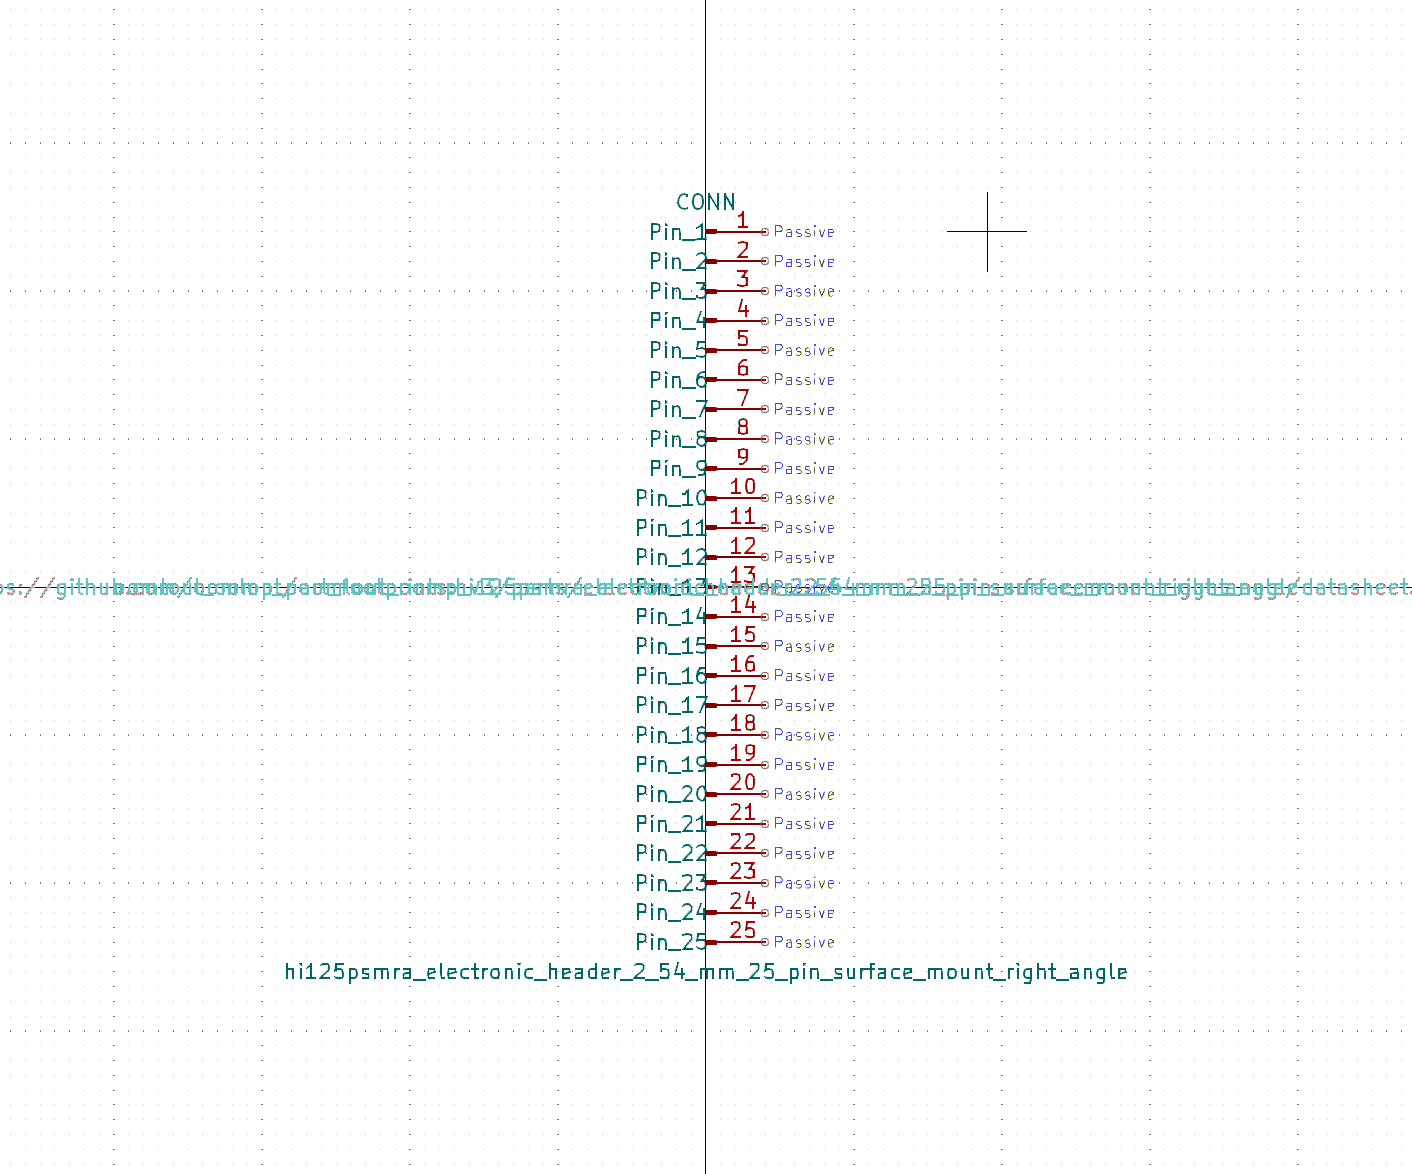 CONN
Pin_1 1 Passive
Pin_2 2 Passive
Pin_3 3 Passive
Pin_4 4 Passive
Pin_5 5 Passive
Pin_6 6 Passive
Pin_7 7 Passive
Pin_8 8 Passive
Pin_9 9 Passive
Pin_10 10 Passive
Pin_11 11 Passive
Pin_12 12 Passive
Pin_13 13 Passive
Pin_14 14 Passive
Pin_15 15 Passive
Pin_16 16 Passive
Pin_17 17 Passive
Pin_18 18 Passive
Pin_19 19 Passive
Pin_20 20 Passive
Pin_21 21 Passive
Pin_22 22 Passive
Pin_23 23 Passive
Pin_24 24 Passive
Pin_25 25 Passive
hi125psmra_electronic_header_2_54_mm_25_pin_surface_mount_right_angle